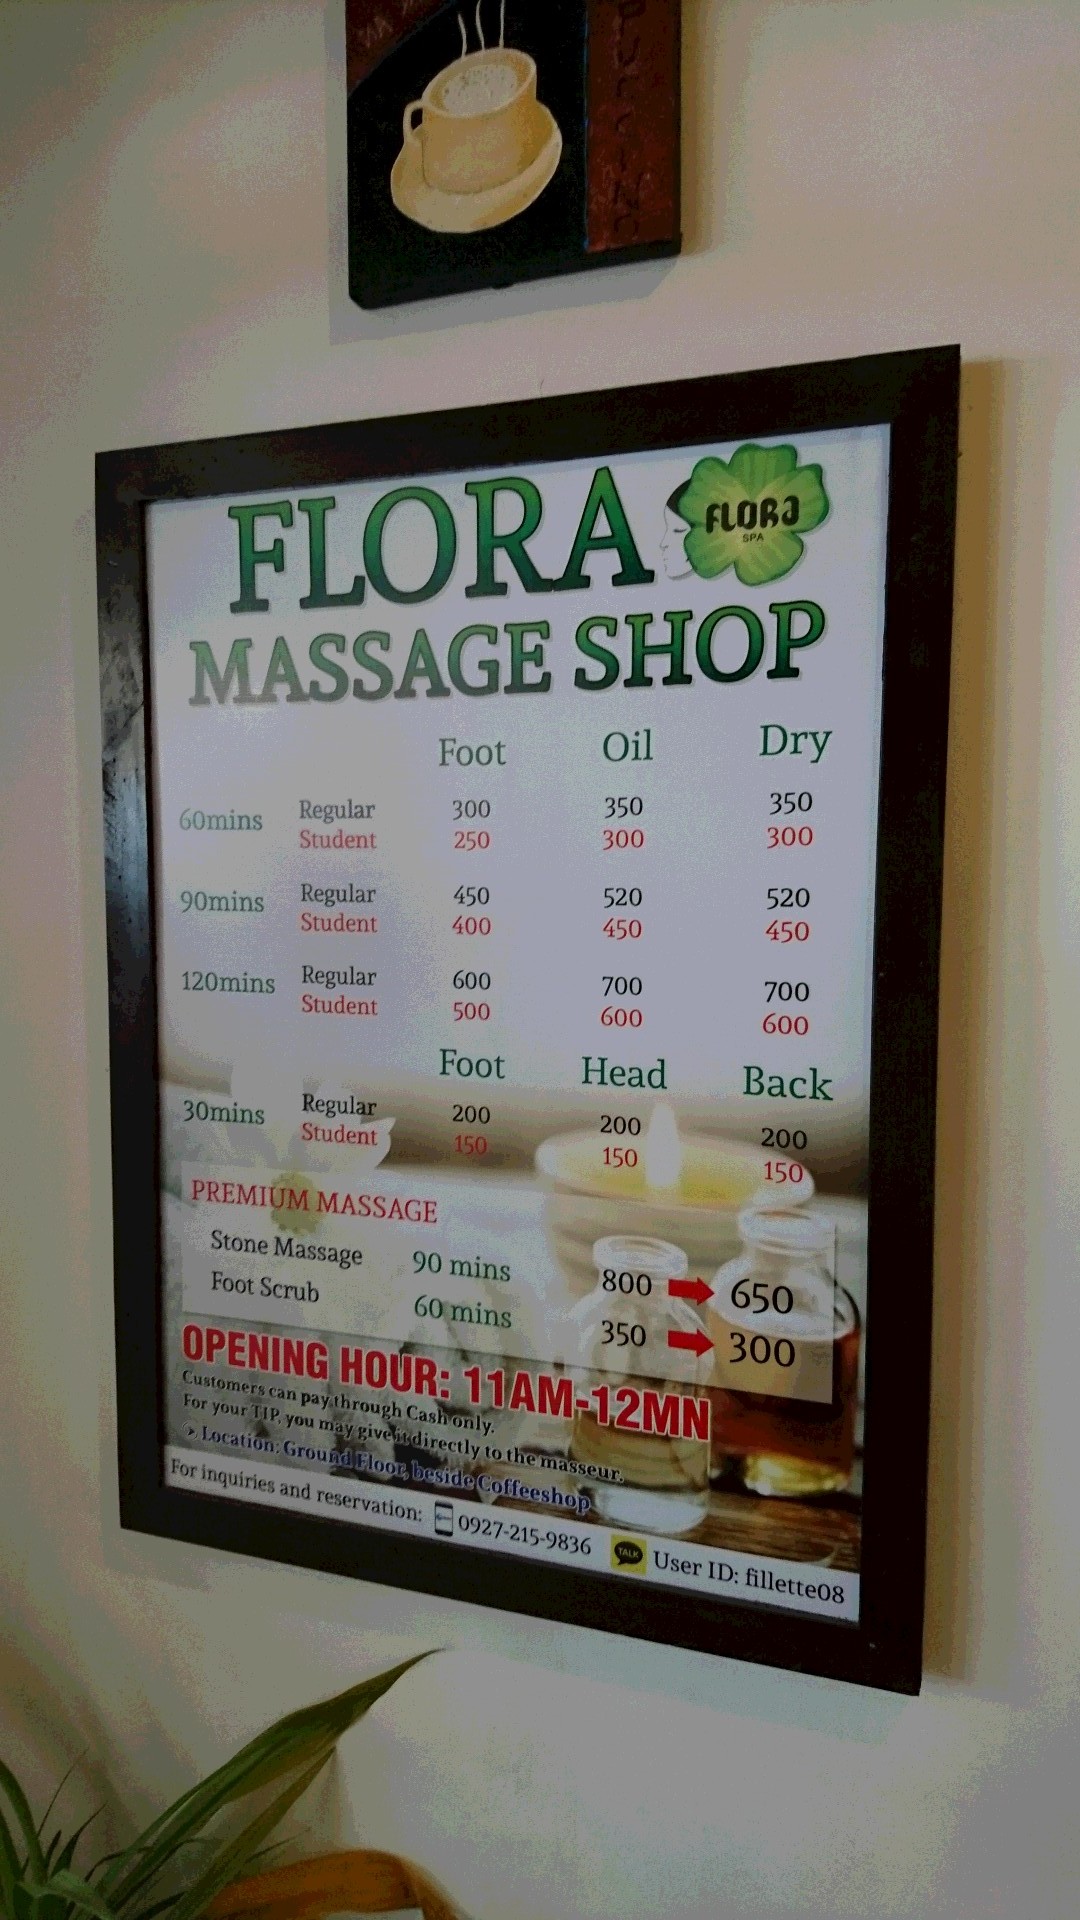 FLORA
FLORA
SPA
MASSAGE SHOP
Foot Oil Dry
60mins Regular 300 350 350
Student 250 300 300
90mins Regular 450 520 520
Student 400 450 450
120mins Regular 600 700 700
Student 500 600 600
Foot Head Back
30mins Regular 200 200 200
Student 150 150 150
PREMIUM MASSAGE
Stone Massage 90 mins 800 650
Foot Scrub 60 mins 350 300
OPENING HOUR: 11AM-12MN
Customers can pay through Cash only.
For your TIP, you may give it directly to the masseur.
➤ Location: Ground Floor, beside Coffeeshop
For inquiries and reservation: 0927-215-9836 TALK User ID: fillette08